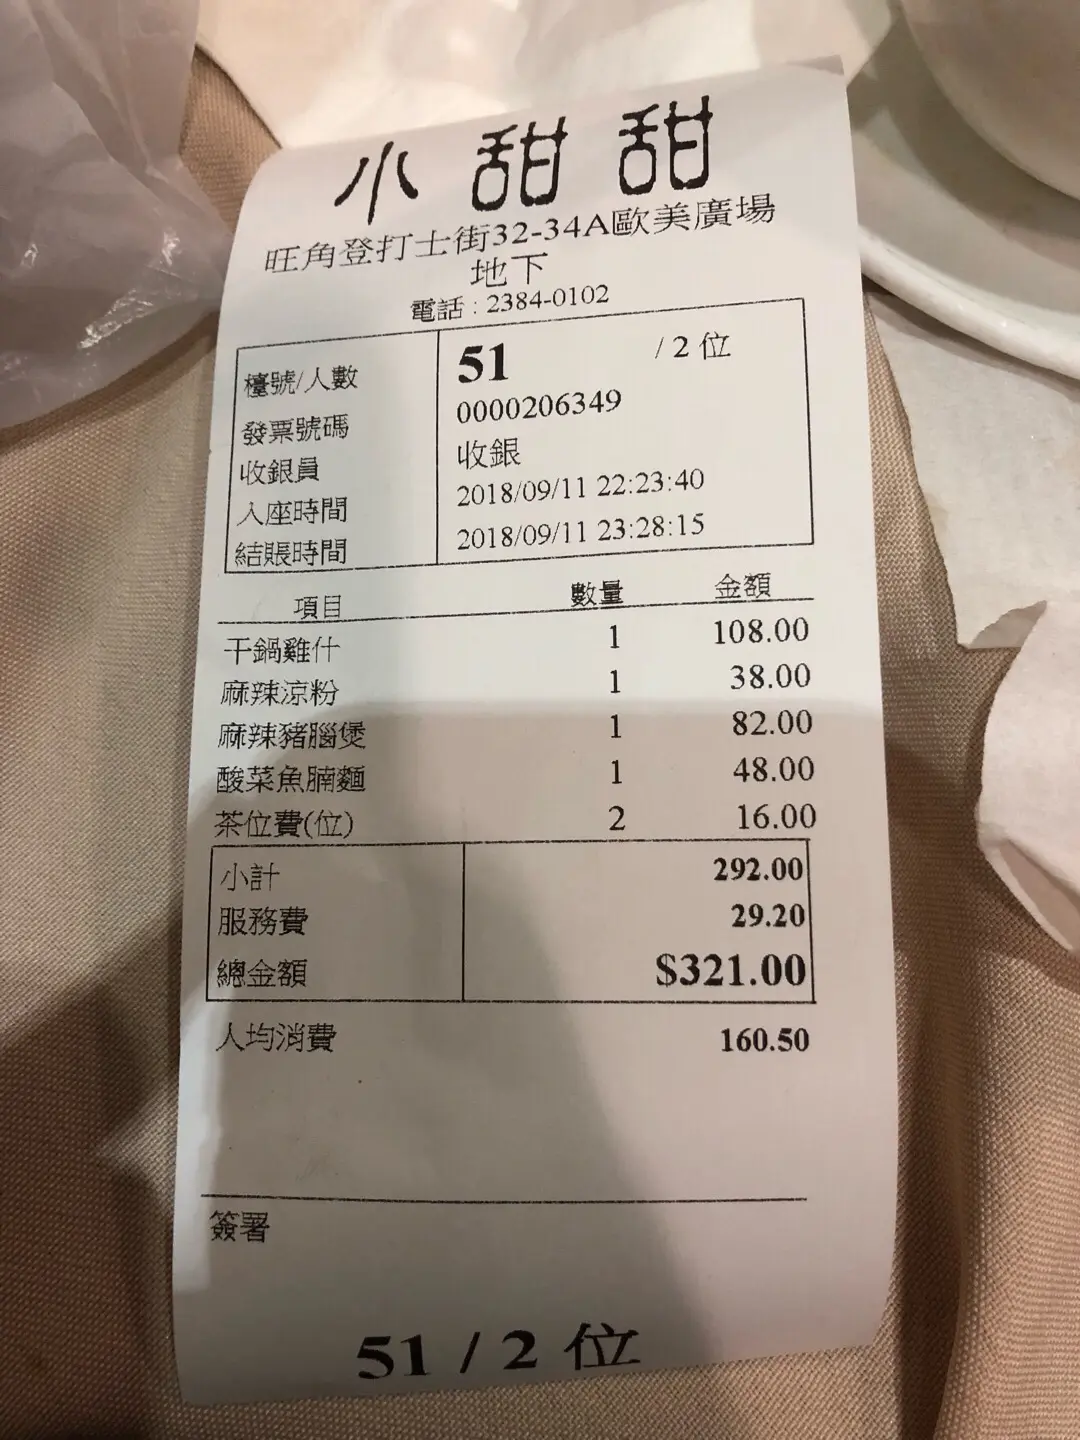 小甜甜
旺角登打士街32-34A歐美廣場
地下
電話：2384-0102
檯號/人數 51 / 2 位
發票號碼 0000206349
收銀員 收銀
入座時間 2018/09/11 22:23:40
結賬時間 2018/09/11 23:28:15
項目 數量 金額
干鍋雞什 1 108.00
麻辣涼粉 1 38.00
麻辣豬腦煲 1 82.00
酸菜魚腩麵 1 48.00
茶位費(位) 2 16.00
小計 292.00
服務費 29.20
總金額 $321.00
人均消費 160.50
簽署
51 / 2 位